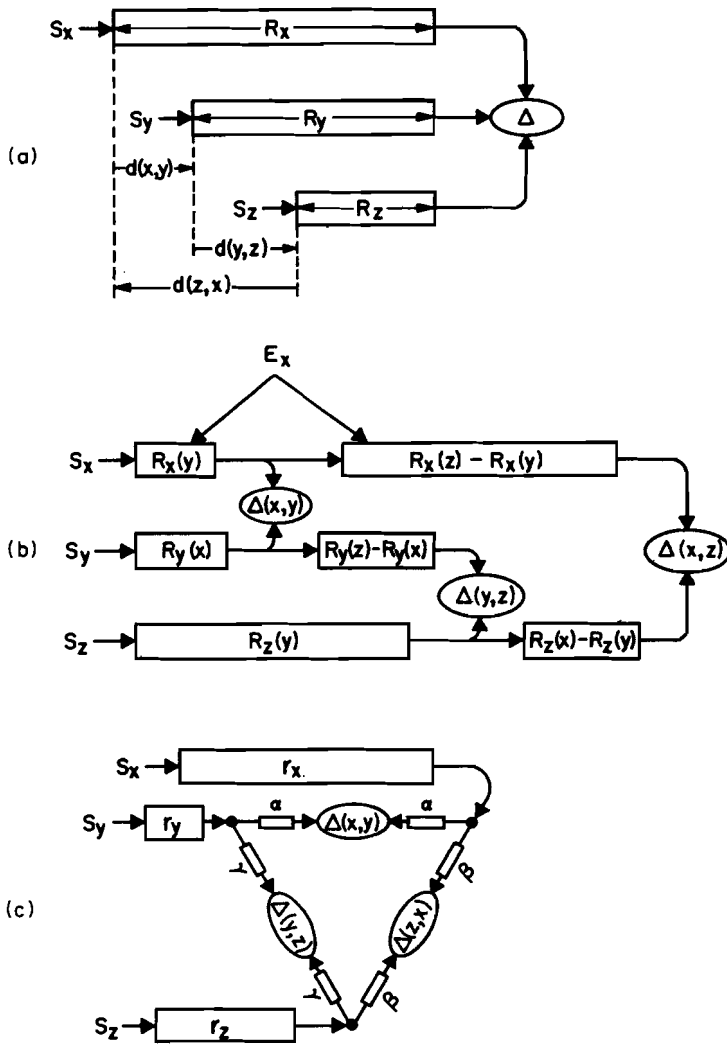 Sx Rx
Sy Ry Δ
(a)
d(x,y)
Sz Rz
d(y,z)
d(z,x)
Ex
Sx Rx(y) Rx(z) - Rx(y)
Δ(x,y)
(b) Sy Ry(x) Ry(z)-Ry(x) Δ(x,z)
Δ(y,z)
Sz Rz(y) Rz(x)-Rz(y)
Sx rx.
Sy ry α Δ(x,y) α
γ β
(c) Δ(y,z) Δ(z,x)
γ β
Sz rz